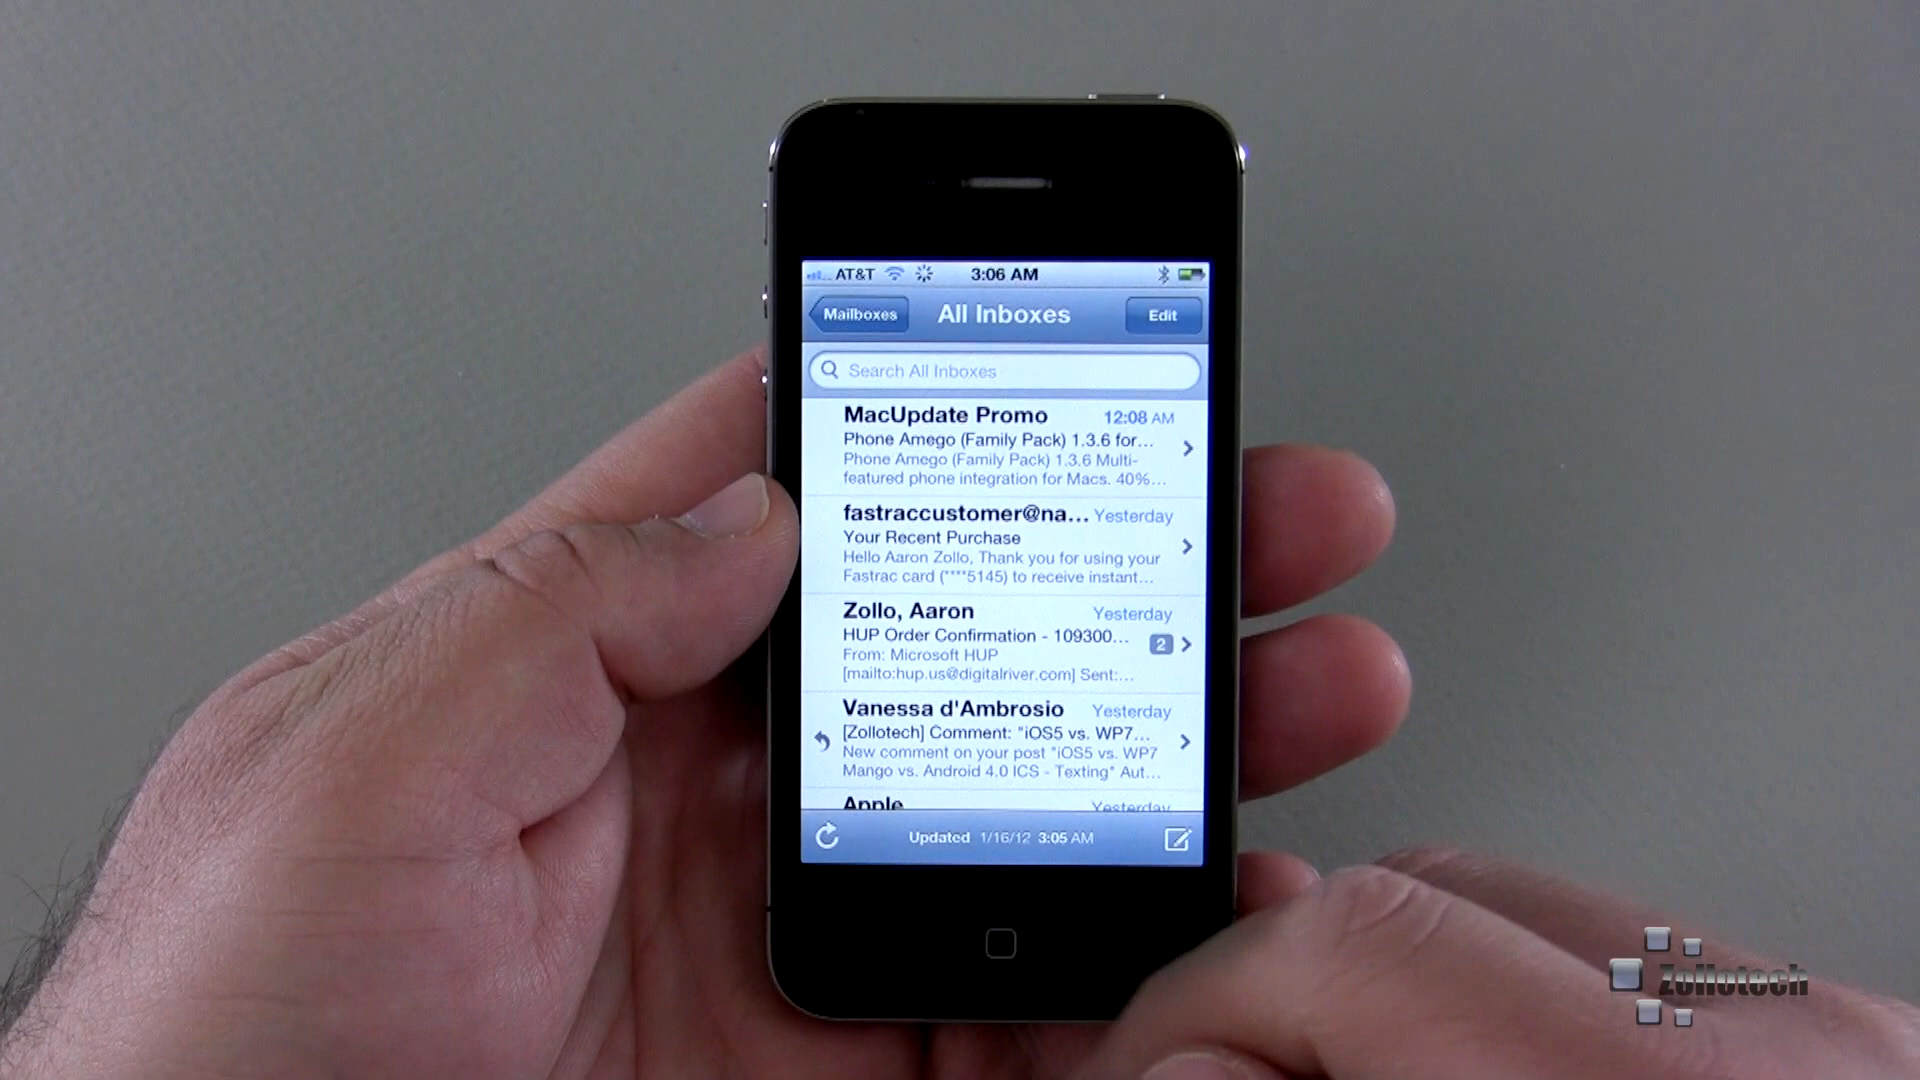 AT&T 3:06 AM
Mailboxes All Inboxes Edit
Search All Inboxes
MacUpdate Promo 12:08 AM
Phone Amego (Family Pack) 1.3.6 for...
Phone Amego (Family Pack) 1.3.6 Multi-
featured phone integration for Macs. 40%...
fastraccustomer@na... Yesterday
Your Recent Purchase
Hello Aaron Zollo, Thank you for using your
Fastrac card (****5145) to receive instant...
Zollo, Aaron Yesterday
HUP Order Confirmation - 109300... 2
From: Microsoft HUP
[mailto:hup.us@digitalriver.com] Sent:...
Vanessa d'Ambrosio Yesterday
[Zollotech] Comment: "iOS5 vs. WP7...
New comment on your post "iOS5 vs. WP7
Mango vs. Android 4.0 ICS - Texting" Aut...
Apple Yesterday
Updated 1/16/12 3:05 AM
Zollotech